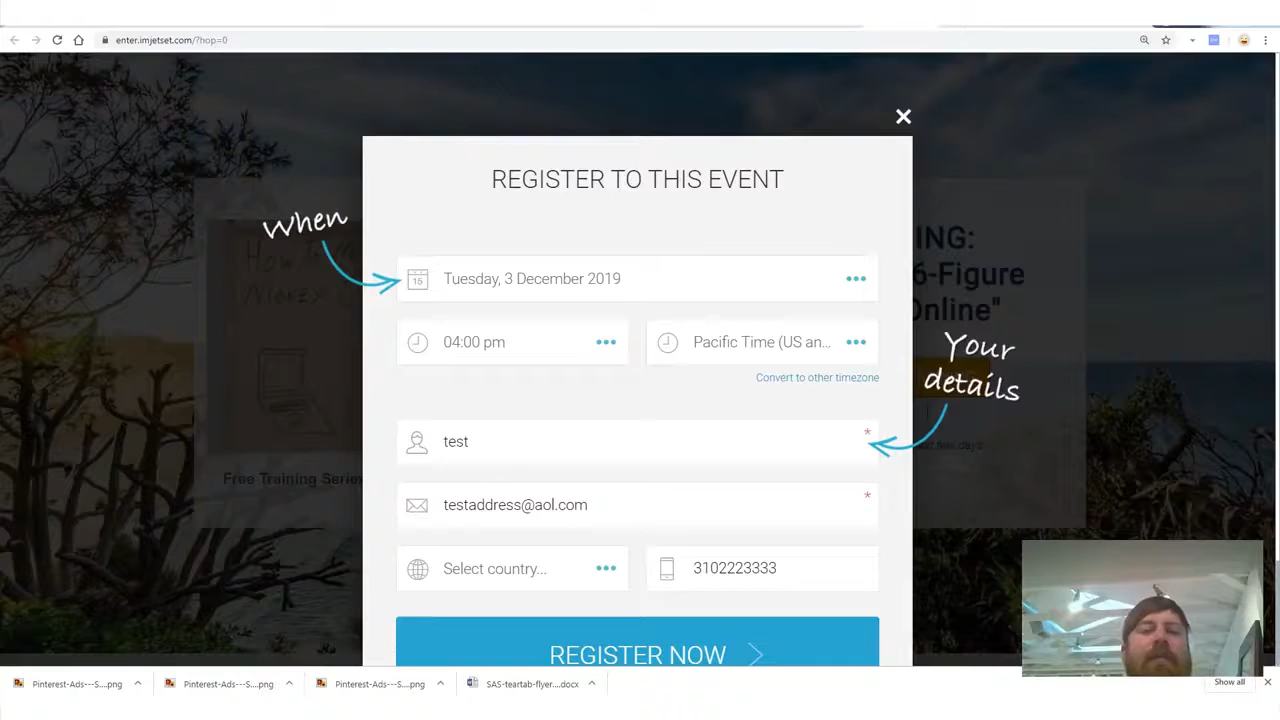 enter.imjetset.com/?hop=0
REGISTER TO THIS EVENT
When
15
Tuesday, 3 December 2019
04:00 pm
Pacific Time (US an...
Convert to other timezone
Your
details
test
*
testaddress@aol.com
*
Select country...
3102223333
REGISTER NOW
ING:
6-Figure
Online"
Free Training Series
Pinterest-Ads---S....png
Pinterest-Ads---S....png
Pinterest-Ads---S....png
SAS-teartab-flyer....docx
Show all